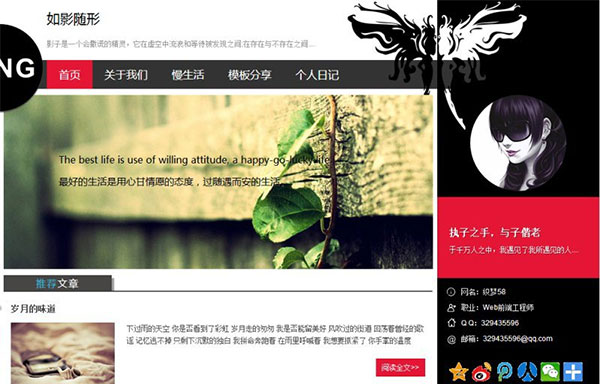 如影随形
影子是一个会撒谎的精灵，它在虚空中流浪和等待被发现之间;在存在与不存在之间....
NG
首页 关于我们 慢生活 模板分享 个人日记
The best life is use of willing attitude, a happy-go-lucky life.
最好的生活是用心甘情愿的态度，过随遇而安的生活。
推荐文章
岁月的味道
下过雨的天空 你是否看到了彩虹 岁月走的匆匆 我是否能留美好 风吹过的街道 回荡着曾经的歌
谣 记忆逃不掉 只剩下沉默的独白 我拼命奔跑着 在雨里呼喊着 我想要抓紧了 你手掌的温度
阅读全文>>
执子之手，与子偕老
于千万人之中，我遇见了我所遇见的人....
网名：织梦58
职业：Web前端工程师
QQ：329435596
邮箱：329435596@qq.com